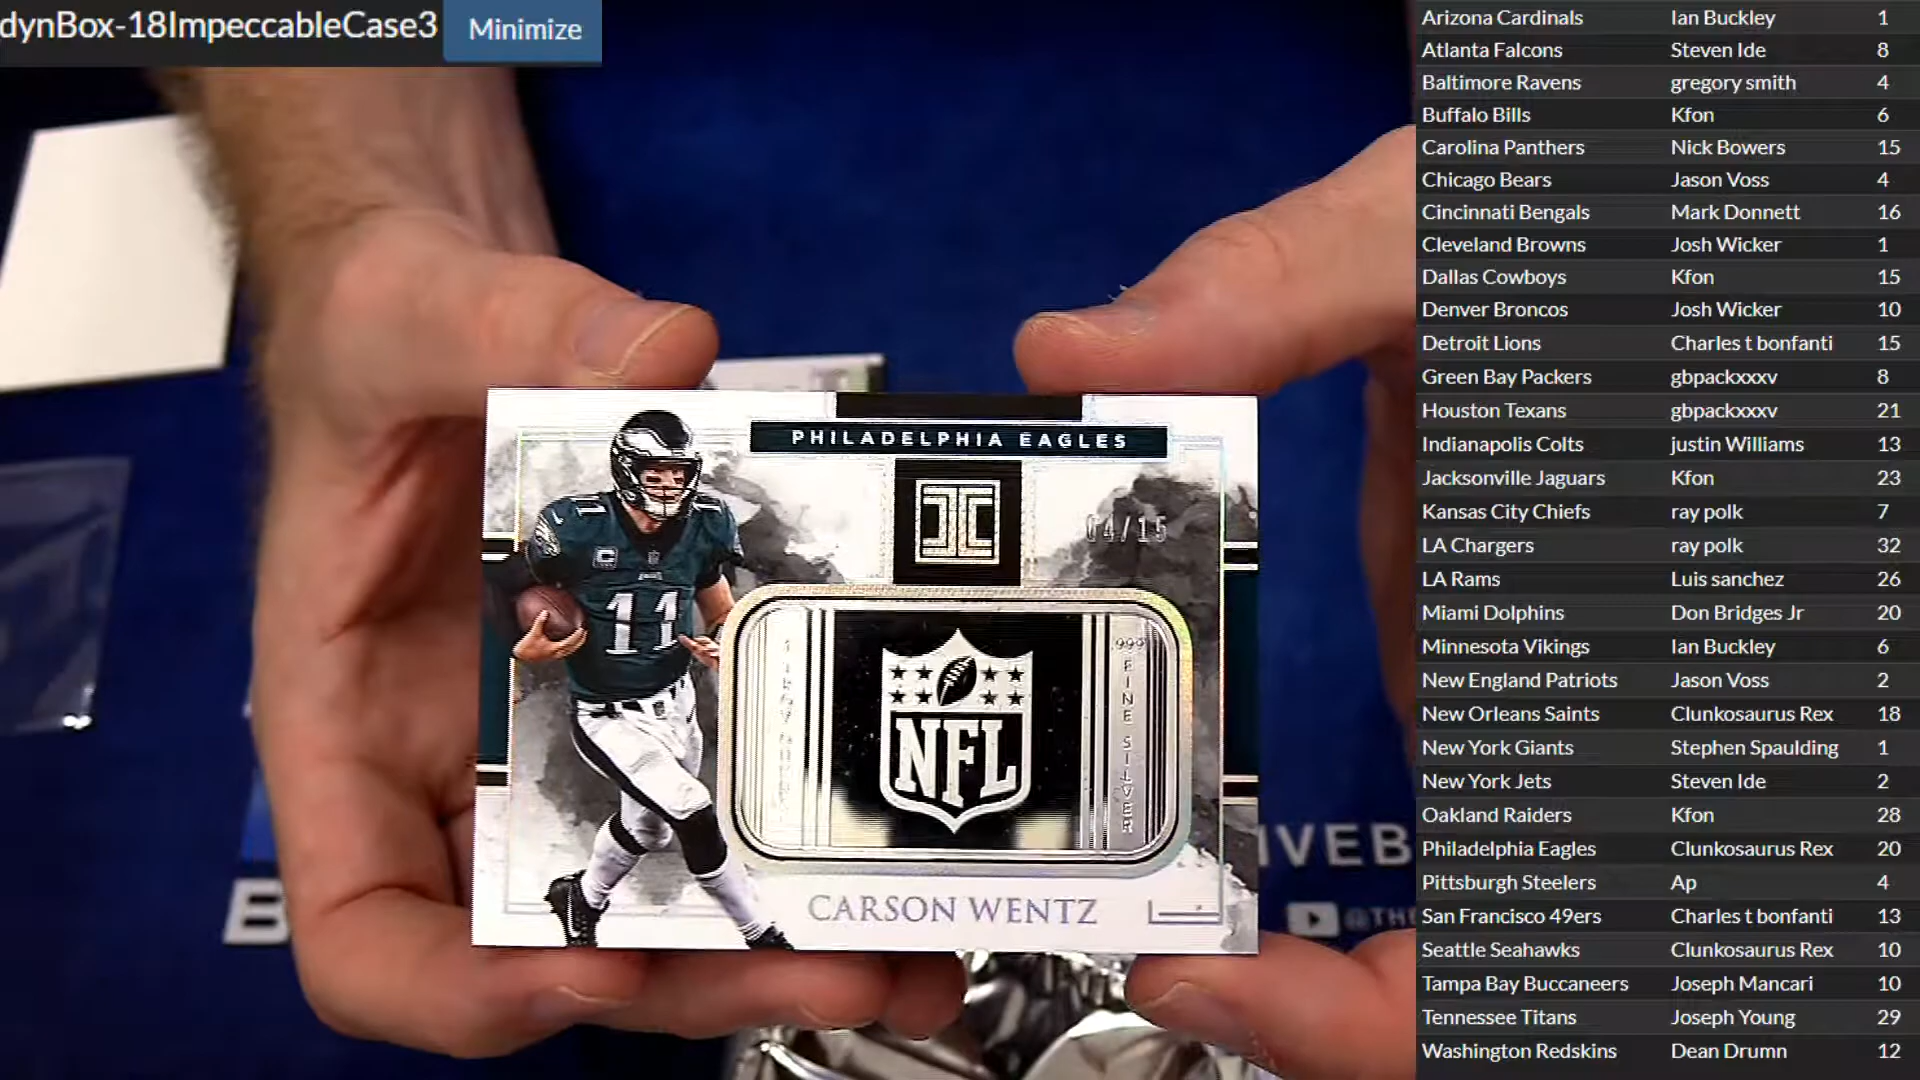 dynBox-18ImpeccableCase3
Minimize
PHILADELPHIA EAGLES
04/15
11
C
11
NFL
.999 FINE SILVER
CARSON WENTZ
IVEB
@TH
B
Arizona Cardinals Ian Buckley 1
Atlanta Falcons Steven Ide 8
Baltimore Ravens gregory smith 4
Buffalo Bills Kfon 6
Carolina Panthers Nick Bowers 15
Chicago Bears Jason Voss 4
Cincinnati Bengals Mark Donnett 16
Cleveland Browns Josh Wicker 1
Dallas Cowboys Kfon 15
Denver Broncos Josh Wicker 10
Detroit Lions Charles t bonfanti 15
Green Bay Packers gbpackxxxv 8
Houston Texans gbpackxxxv 21
Indianapolis Colts justin Williams 13
Jacksonville Jaguars Kfon 23
Kansas City Chiefs ray polk 7
LA Chargers ray polk 32
LA Rams Luis sanchez 26
Miami Dolphins Don Bridges Jr 20
Minnesota Vikings Ian Buckley 6
New England Patriots Jason Voss 2
New Orleans Saints Clunkosaurus Rex 18
New York Giants Stephen Spaulding 1
New York Jets Steven Ide 2
Oakland Raiders Kfon 28
Philadelphia Eagles Clunkosaurus Rex 20
Pittsburgh Steelers Ap 4
San Francisco 49ers Charles t bonfanti 13
Seattle Seahawks Clunkosaurus Rex 10
Tampa Bay Buccaneers Joseph Mancari 10
Tennessee Titans Joseph Young 29
Washington Redskins Dean Drumn 12